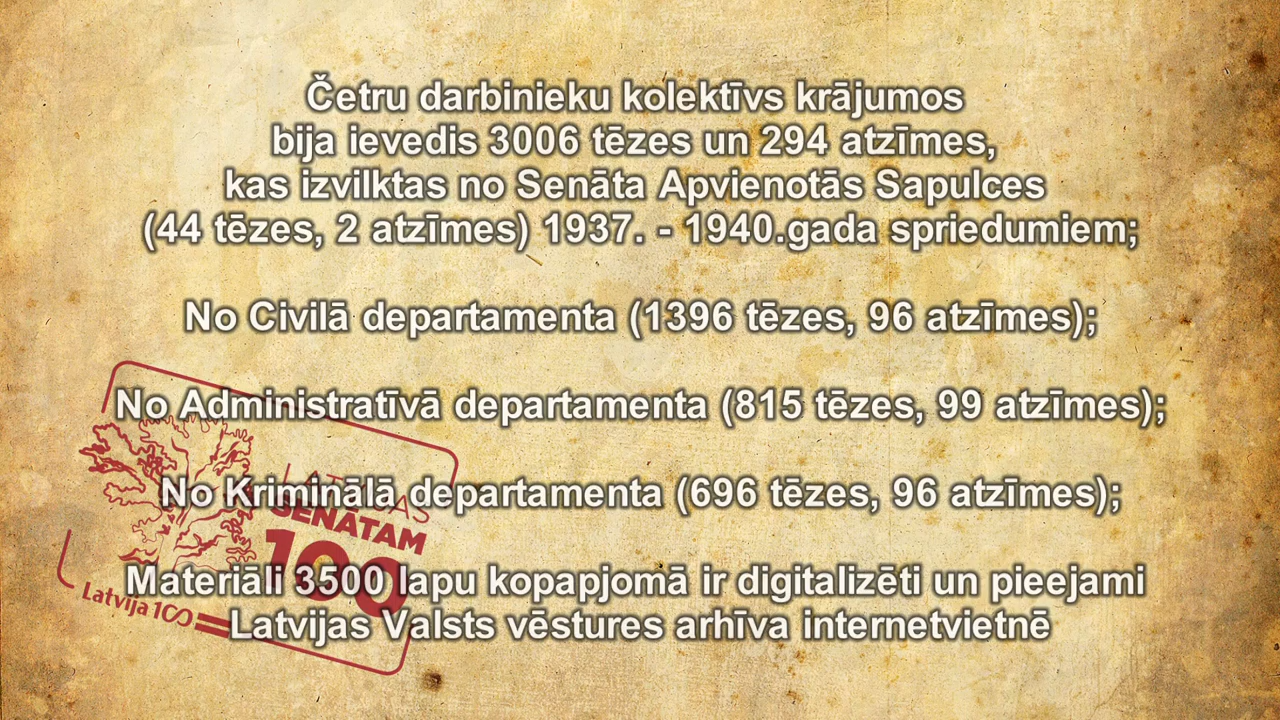 Četru darbinieku kolektīvs krājumos
bija ievedis 3006 tēzes un 294 atzīmes,
kas izvilktas no Senāta Apvienotās Sapulces
(44 tēzes, 2 atzīmes) 1937. - 1940.gada spriedumiem;
No Civilā departamenta (1396 tēzes, 96 atzīmes);
No Administratīvā departamenta (815 tēzes, 99 atzīmes);
No Kriminālā departamenta (696 tēzes, 96 atzīmes);
Materiāli 3500 lapu kopapjomā ir digitalizēti un pieejami
Latvijas Valsts vēstures arhīva internetvietnē
LATVIJAS
SENĀTAM
100
Latvija 100